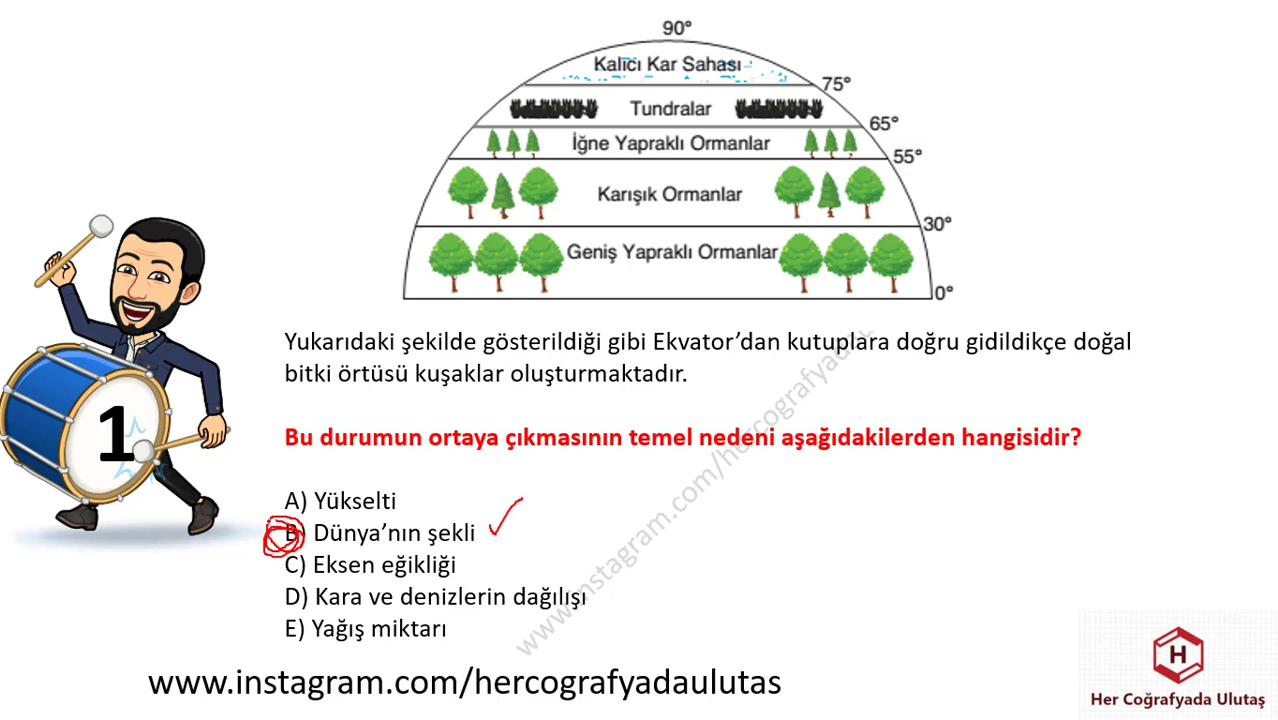 90°
Kalıcı Kar Sahası
75°
Tundralar
65°
İğne Yapraklı Ormanlar
55°
Karışık Ormanlar
30°
Geniş Yapraklı Ormanlar
0°
Yukarıdaki şekilde gösterildiği gibi Ekvator’dan kutuplara doğru gidildikçe doğal
bitki örtüsü kuşaklar oluşturmaktadır.
Bu durumun ortaya çıkmasının temel nedeni aşağıdakilerden hangisidir?
1
A) Yükselti
B) Dünya’nın şekli
C) Eksen eğikliği
D) Kara ve denizlerin dağılışı
E) Yağış miktarı
www.instagram.com/hercografyadaulutas
H
Her Coğrafyada Ulutaş